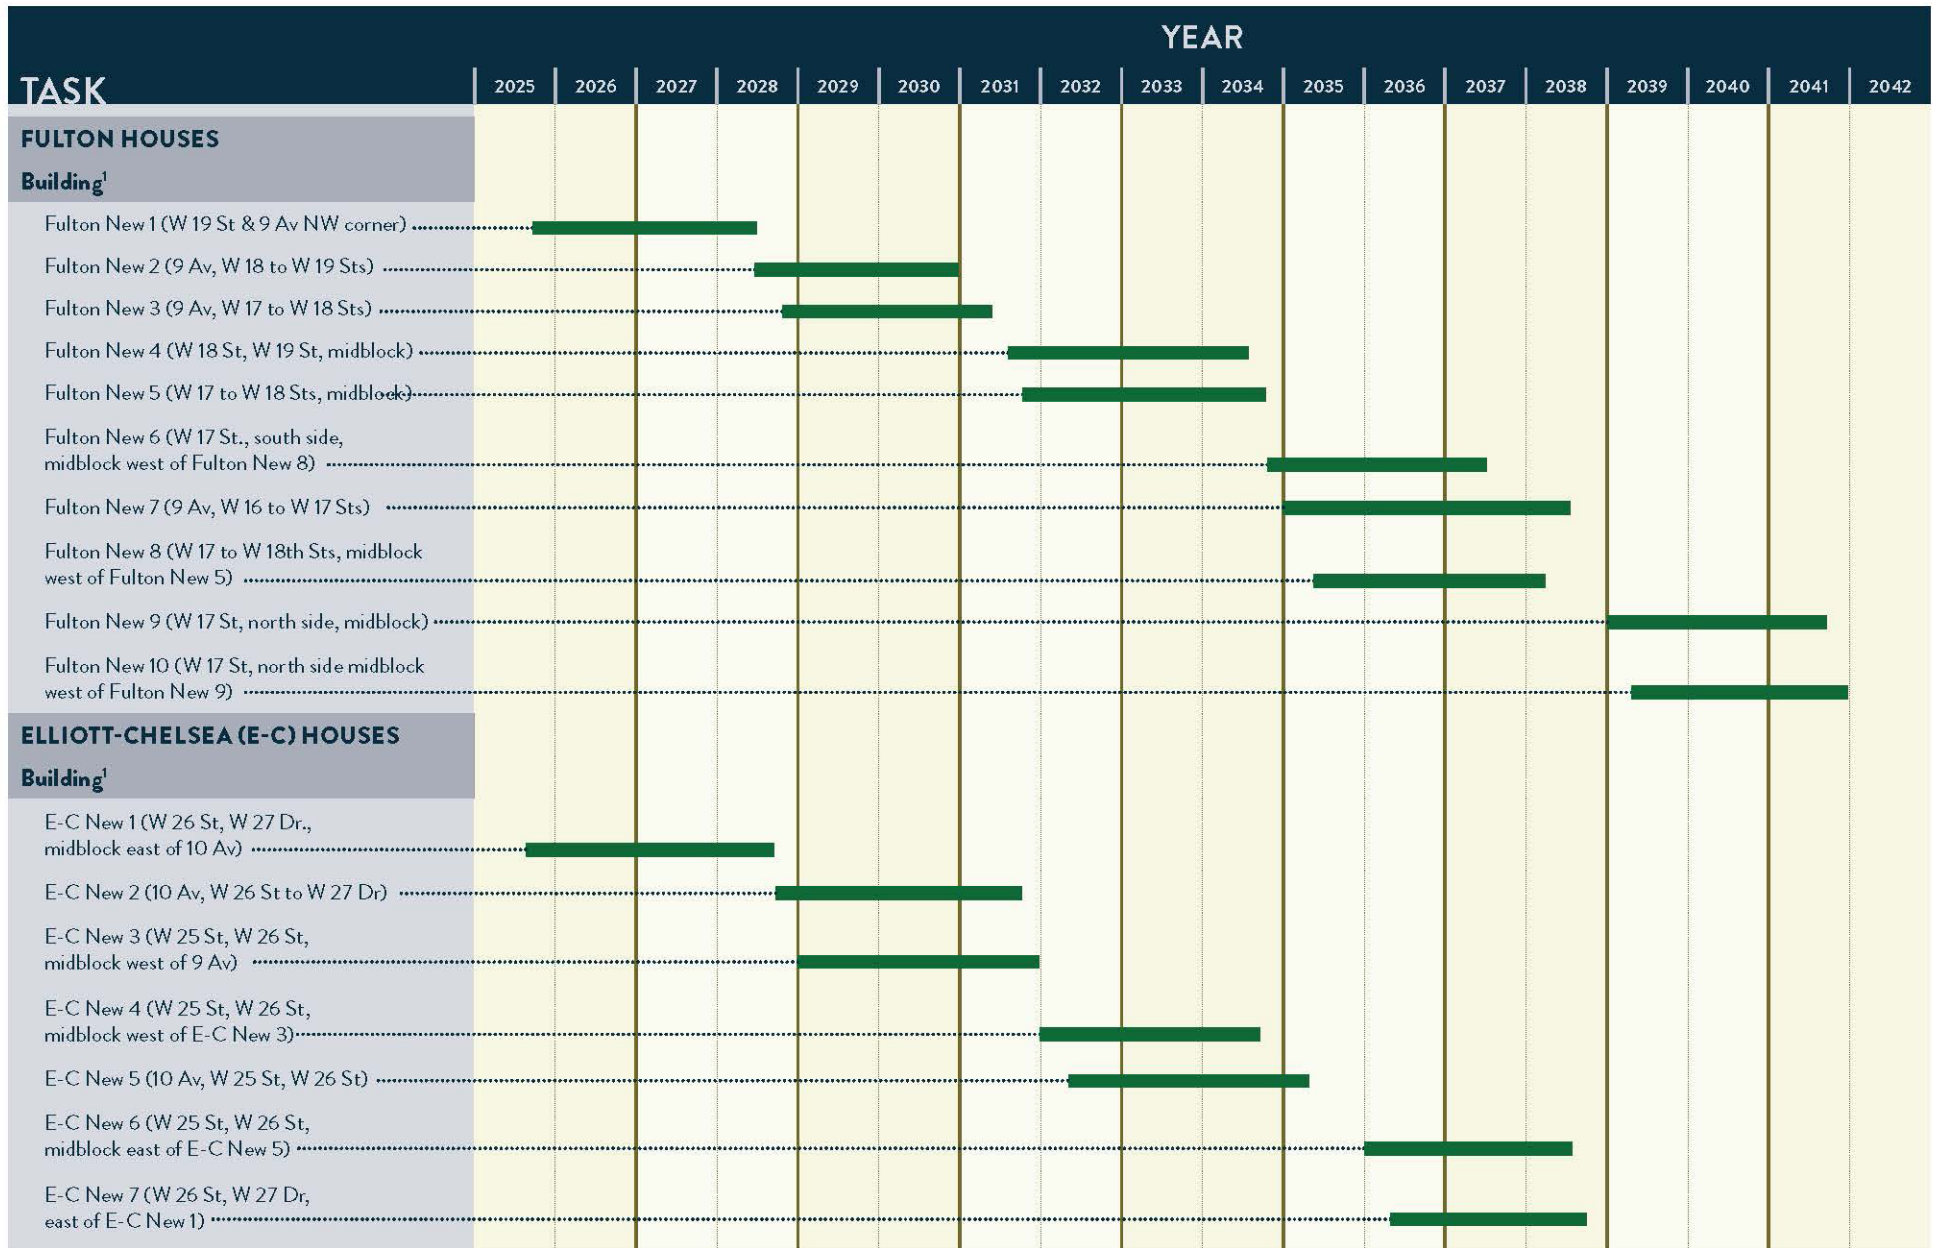 YEAR
TASK 2025 2026 2027 2028 2029 2030 2031 2032 2033 2034 2035 2036 2037 2038 2039 2040 2041 2042
FULTON HOUSES
Building¹
Fulton New 1 (W 19 St & 9 Av NW corner)
Fulton New 2 (9 Av, W 18 to W 19 Sts)
Fulton New 3 (9 Av, W 17 to W 18 Sts)
Fulton New 4 (W 18 St, W 19 St, midblock)
Fulton New 5 (W 17 to W 18 Sts, midblock)
Fulton New 6 (W 17 St., south side,
midblock west of Fulton New 8)
Fulton New 7 (9 Av, W 16 to W 17 Sts)
Fulton New 8 (W 17 to W 18th Sts, midblock
west of Fulton New 5)
Fulton New 9 (W 17 St, north side, midblock)
Fulton New 10 (W 17 St, north side midblock
west of Fulton New 9)
ELLIOTT-CHELSEA (E-C) HOUSES
Building¹
E-C New 1 (W 26 St, W 27 Dr.,
midblock east of 10 Av)
E-C New 2 (10 Av, W 26 St to W 27 Dr)
E-C New 3 (W 25 St, W 26 St,
midblock west of 9 Av)
E-C New 4 (W 25 St, W 26 St,
midblock west of E-C New 3)
E-C New 5 (10 Av, W 25 St, W 26 St)
E-C New 6 (W 25 St, W 26 St,
midblock east of E-C New 5)
E-C New 7 (W 26 St, W 27 Dr,
east of E-C New 1)